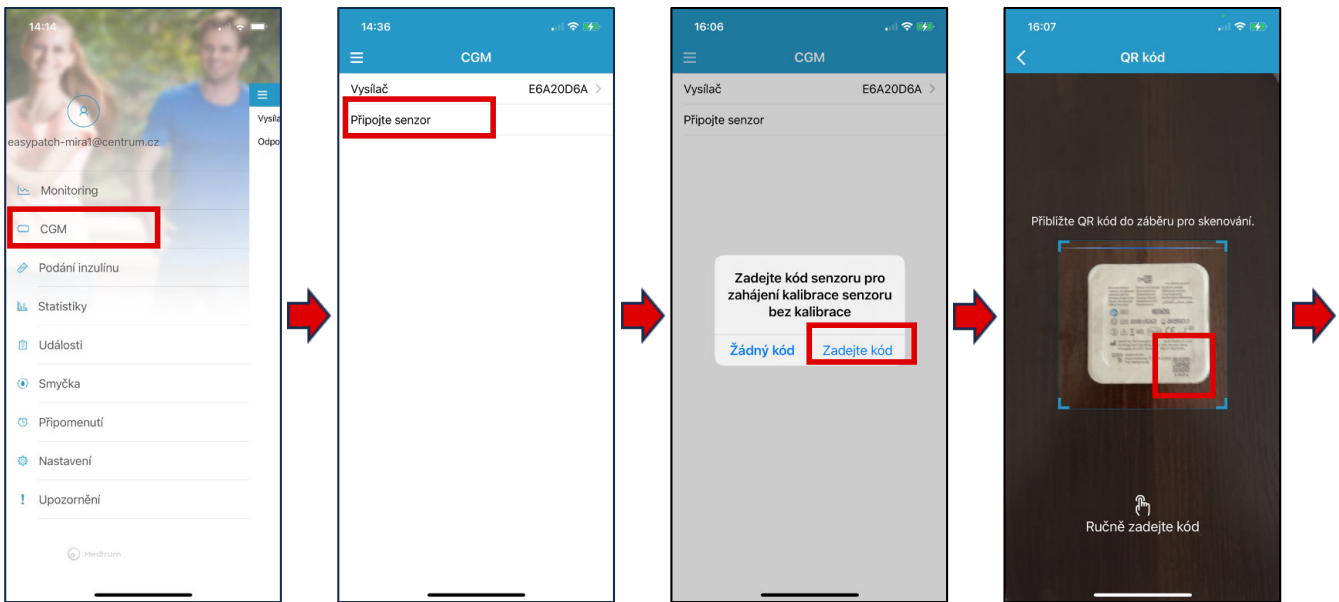 14:14
Vysíla
easypatch-mira1@centrum.cz
Odpo
Monitoring
CGM
Podání inzulínu
Statistiky
Události
Smyčka
Připomenutí
Nastavení
Upozornění
Medtrum
14:36
CGM
Vysílač E6A20D6A
Připojte senzor
16:06
CGM
Vysílač E6A20D6A
Připojte senzor
Zadejte kód senzoru pro
zahájení kalibrace senzoru
bez kalibrace
Žádný kód Zadejte kód
16:07
QR kód
Přibližte QR kód do záběru pro skenování.
Ručně zadejte kód